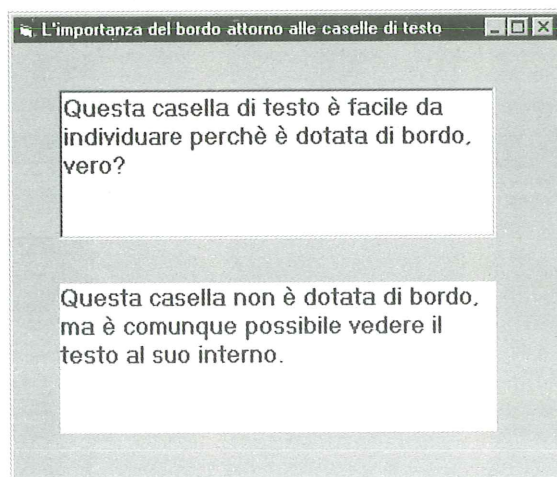 L'importanza del bordo attorno alle caselle di testo
Questa casella di testo è facile da
individuare perchè è dotata di bordo,
vero?
Questa casella non è dotata di bordo,
ma è comunque possibile vedere il
testo al suo interno.